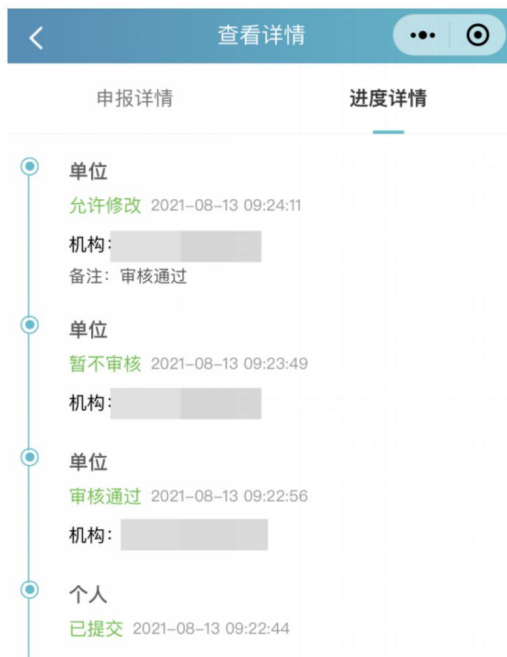 查看详情
申报详情 进度详情
单位
允许修改 2021-08-13 09:24:11
机构:
备注: 审核通过
单位
暂不审核 2021-08-13 09:23:49
机构:
单位
审核通过 2021-08-13 09:22:56
机构:
个人
已提交 2021-08-13 09:22:44